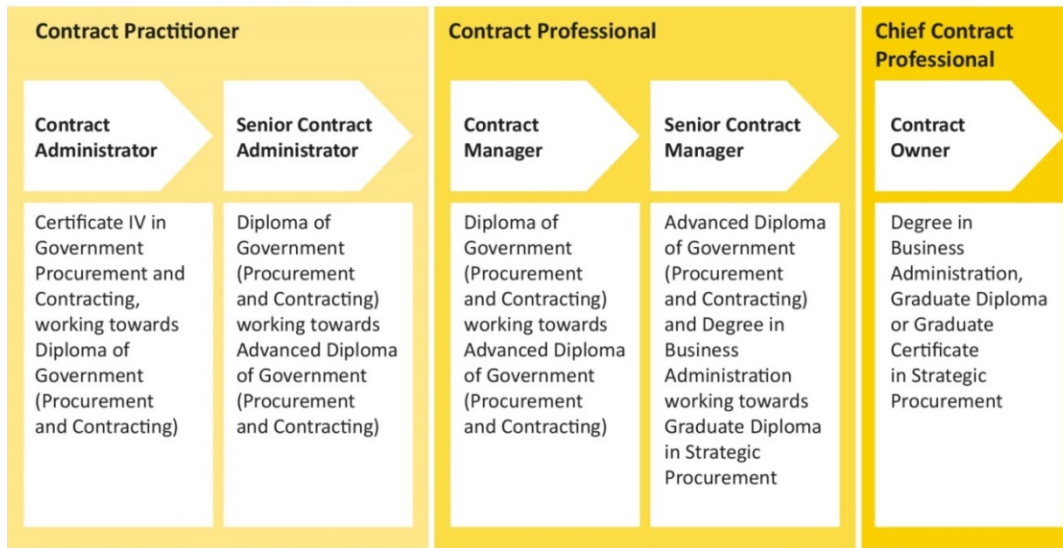 Contract Practitioner
Contract
Administrator
Certificate IV in
Government
Procurement and
Contracting,
working towards
Diploma of
Government
(Procurement
and Contracting)
Senior Contract
Administrator
Diploma of
Government
(Procurement
and Contracting)
working towards
Advanced Diploma
of Government
(Procurement
and Contracting)
Contract Professional
Contract
Manager
Diploma of
Government
(Procurement
and Contracting)
working towards
Advanced Diploma
of Government
(Procurement
and Contracting)
Senior Contract
Manager
Advanced Diploma
of Government
(Procurement
and Contracting)
and Degree in
Business
Administration
working towards
Graduate Diploma
in Strategic
Procurement
Chief Contract
Professional
Contract
Owner
Degree in
Business
Administration,
Graduate Diploma
or Graduate
Certificate
in Strategic
Procurement